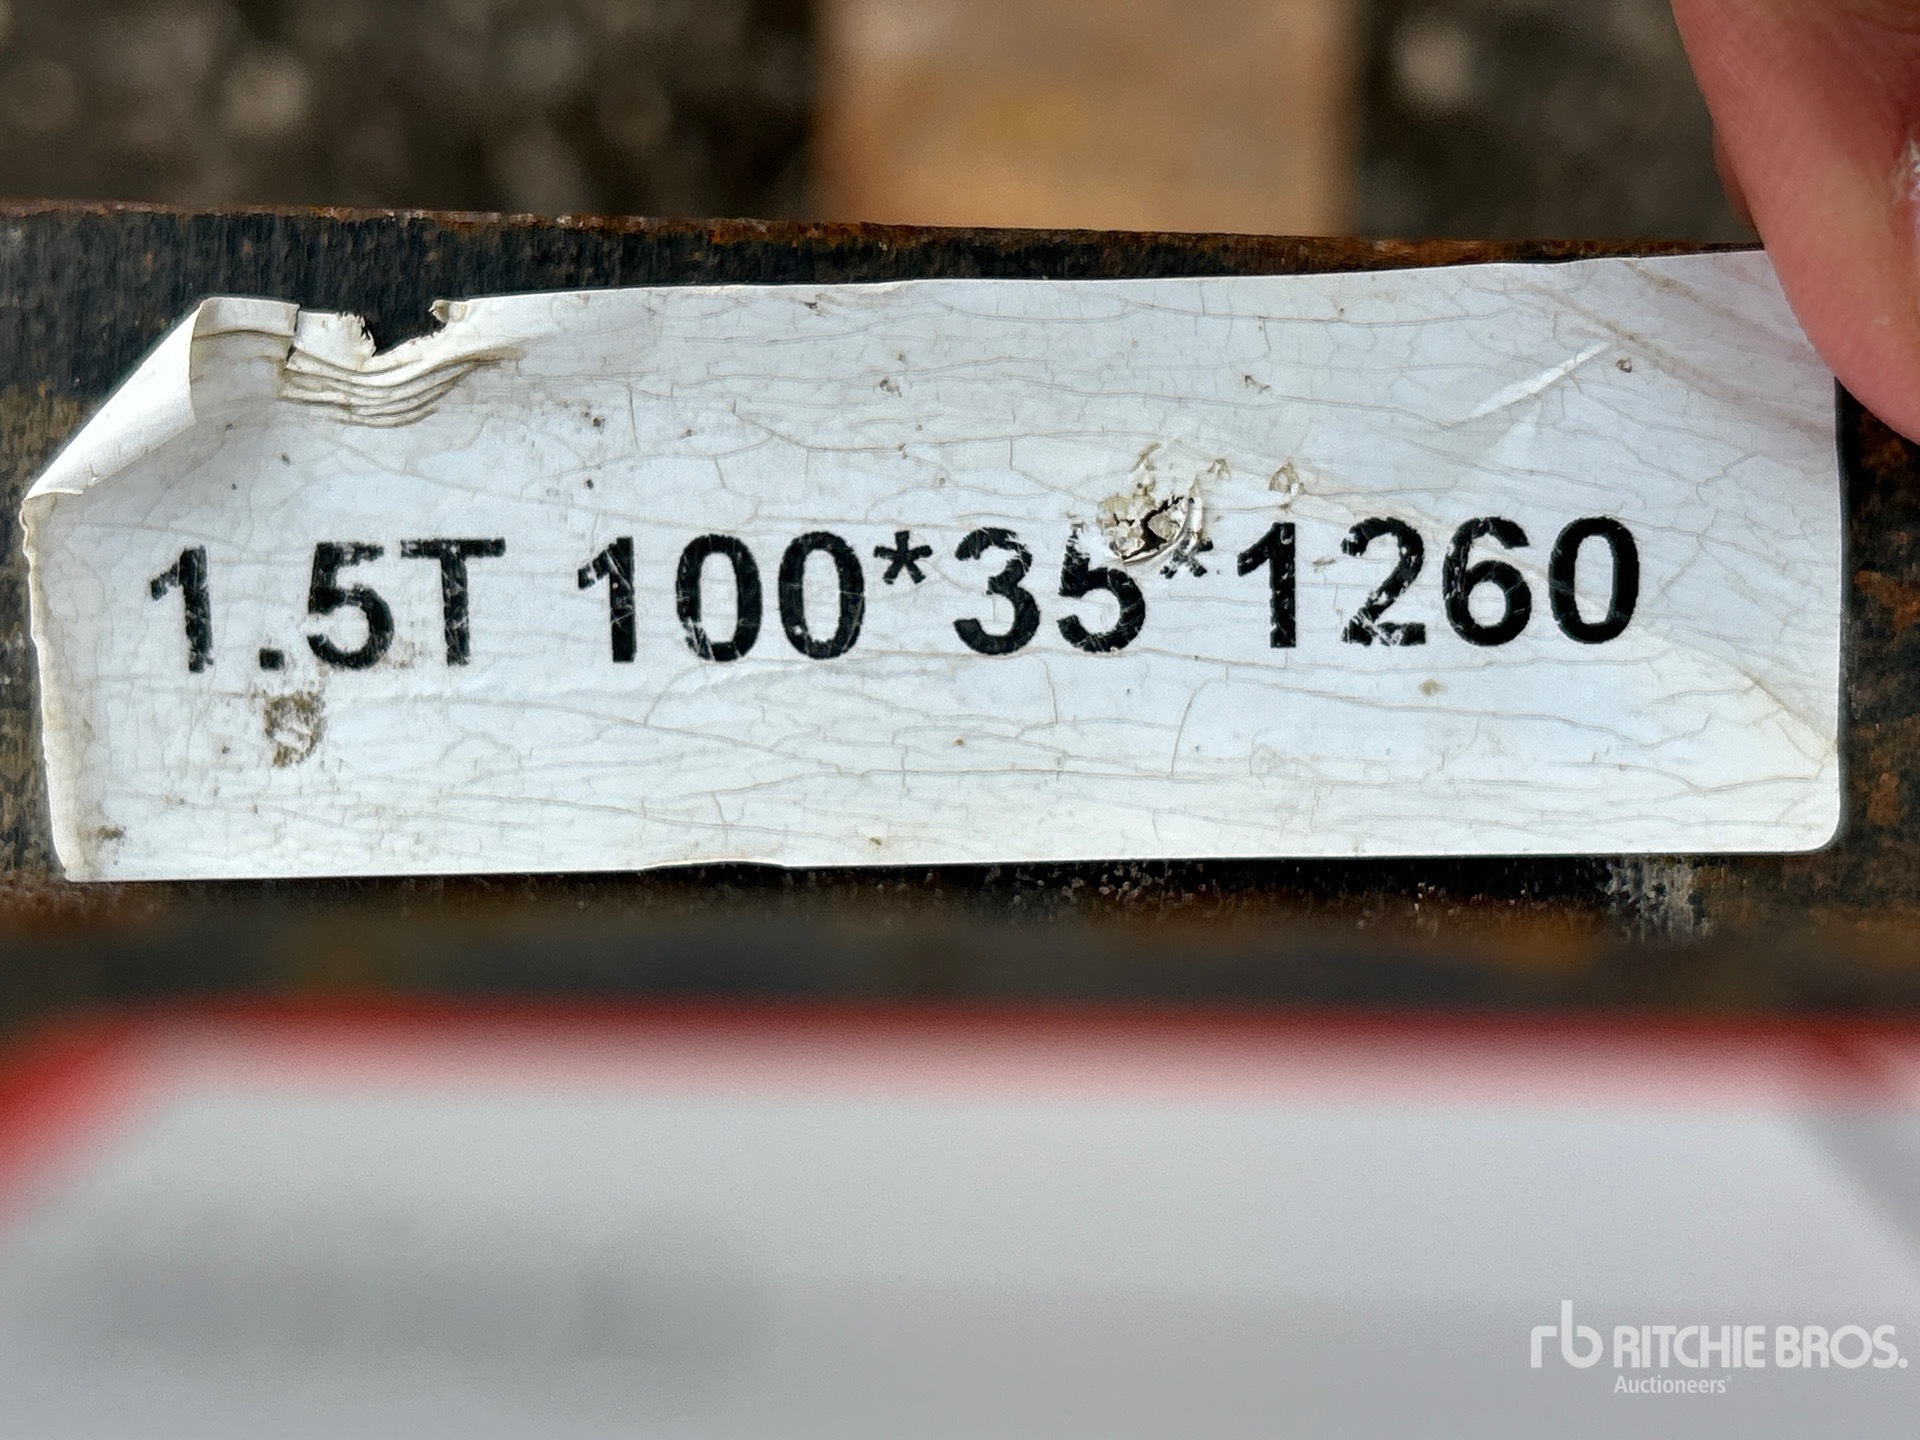 1.5T 100*35*1260
rb RITCHIE BROS.
Auctioneers